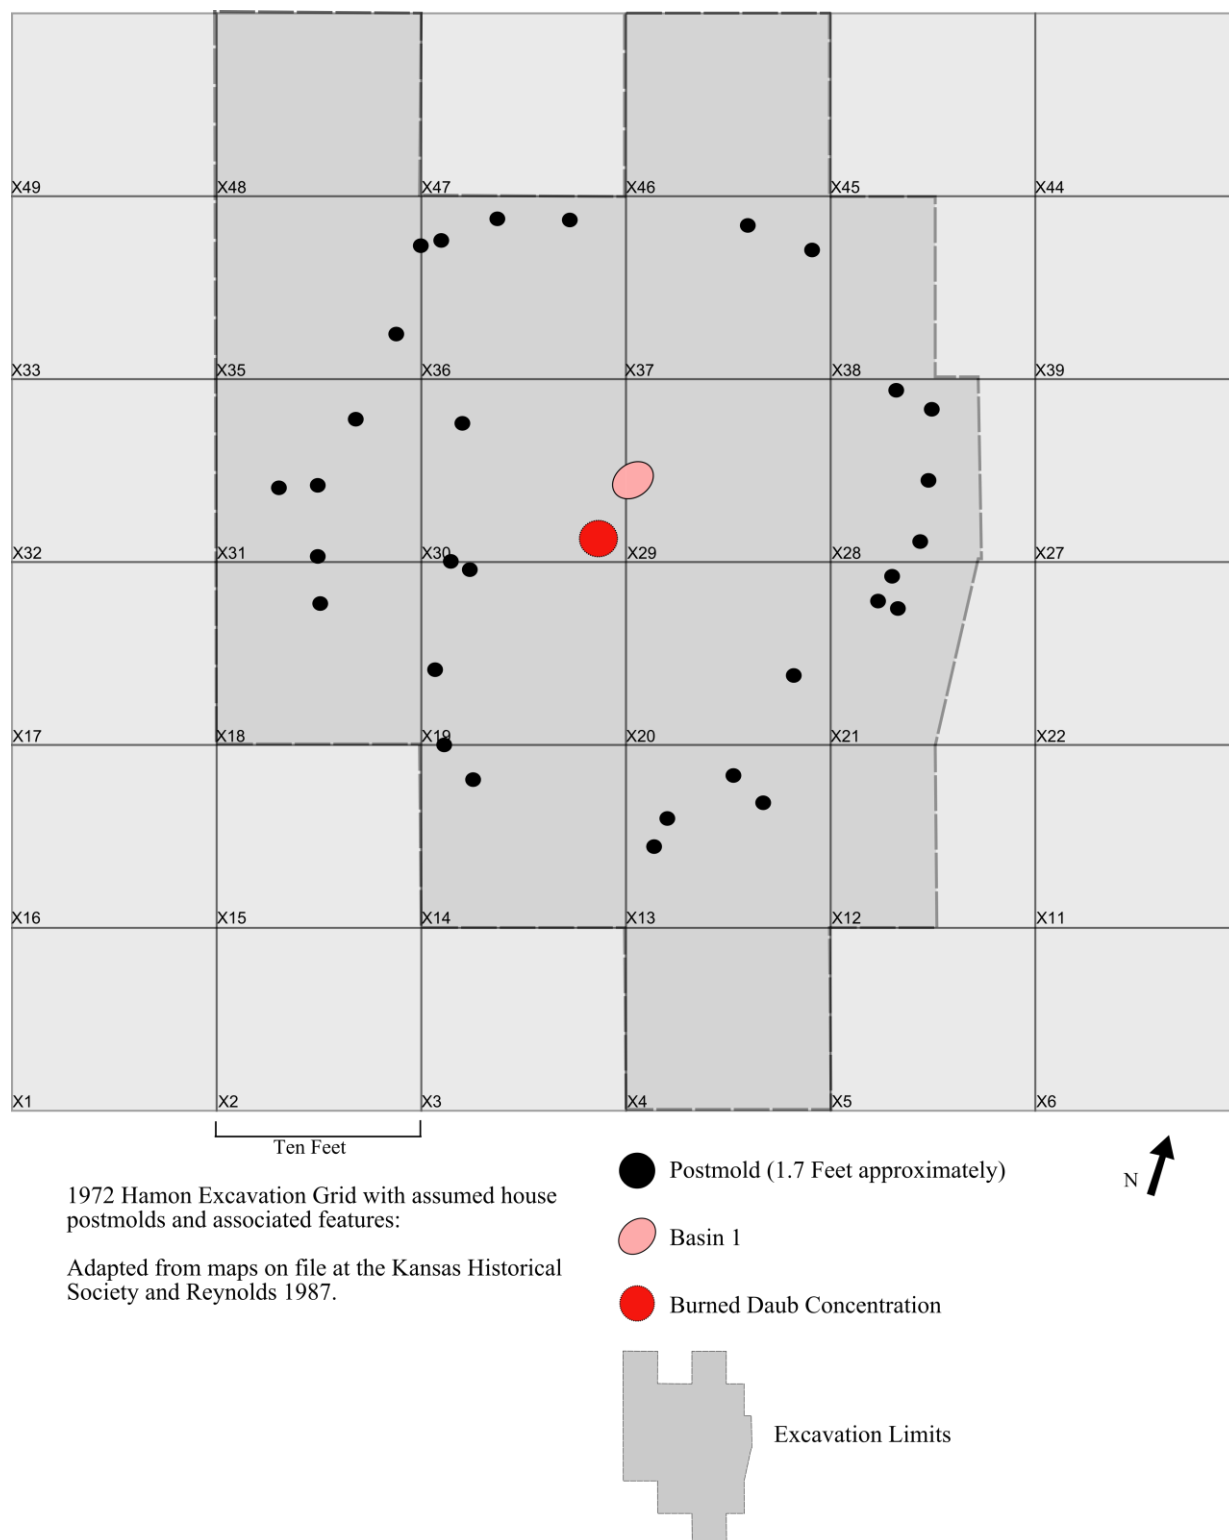 X49 X48 X47 X46 X45 X44
X33 X35 X36 X37 X38 X39
X32 X31 X30 X29 X28 X27
X17 X18 X19 X20 X21 X22
X16 X15 X14 X13 X12 X11
X1 X2 X3 X4 X5 X6
Ten Feet
1972 Hamon Excavation Grid with assumed house
postmolds and associated features:
Adapted from maps on file at the Kansas Historical
Society and Reynolds 1987.
Postmold (1.7 Feet approximately)
Basin 1
Burned Daub Concentration
Excavation Limits
N